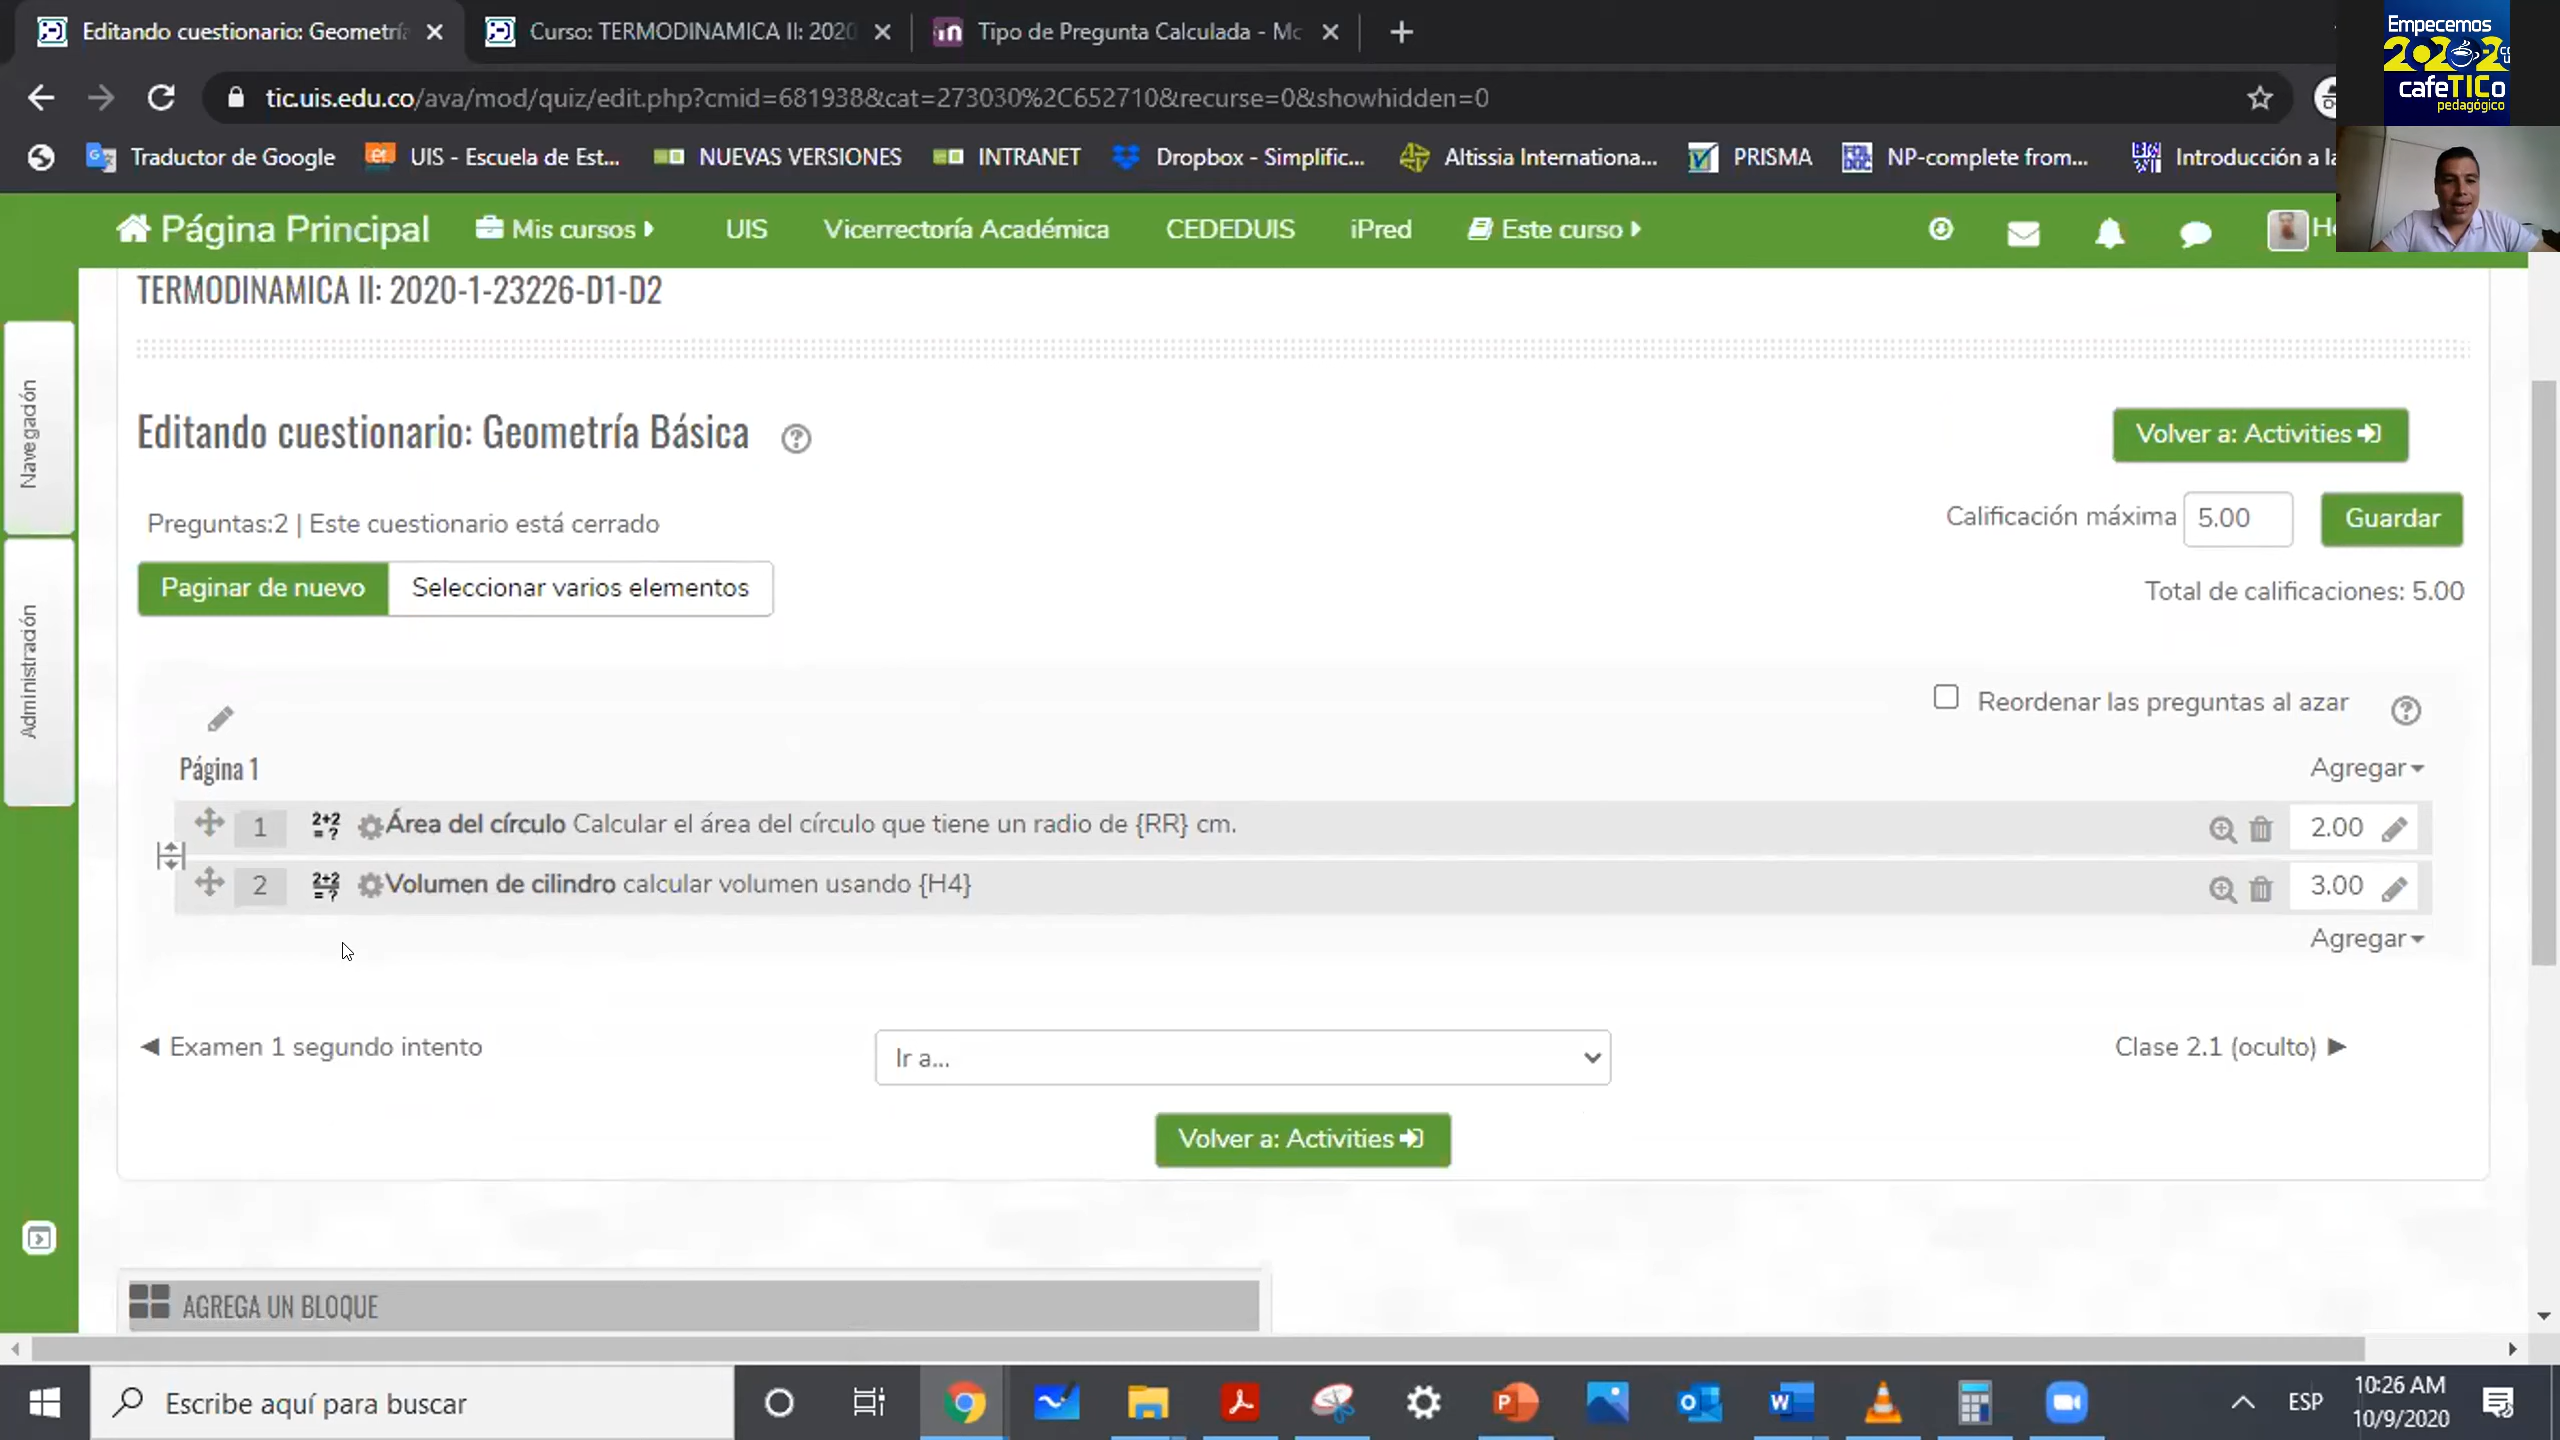 Editando cuestionario: Geometría
Curso: TERMODINAMICA II: 2020
Tipo de Pregunta Calculada - Mo
Empecemos
2020-2
cafeTICo
pedagógico
tic.uis.edu.co/ava/mod/quiz/edit.php?cmid=681938&cat=273030%2C652710&recurse=0&showhidden=0
Traductor de Google
UIS - Escuela de Est...
NUEVAS VERSIONES
INTRANET
Dropbox - Simplific...
Altissia Internationa...
PRISMA
NP-complete from...
Introducción a la
Página Principal
Mis cursos
UIS
Vicerrectoría Académica
CEDEDUIS
iPred
Este curso
TERMODINAMICA II: 2020-1-23226-D1-D2
Navegación
Administración
Editando cuestionario: Geometría Básica
Volver a: Activities
Preguntas:2 | Este cuestionario está cerrado
Calificación máxima 5.00 Guardar
Paginar de nuevo Seleccionar varios elementos
Total de calificaciones: 5.00
Reordenar las preguntas al azar
Página 1
Agregar
1 2+2 = ? Área del círculo Calcular el área del círculo que tiene un radio de {RR} cm. 2.00
2 2+2 = ? Volumen de cilindro calcular volumen usando {H4} 3.00
Agregar
Examen 1 segundo intento
Ir a...
Clase 2.1 (oculto)
Volver a: Activities
AGREGA UN BLOQUE
Escribe aquí para buscar
ESP
10:26 AM
10/9/2020